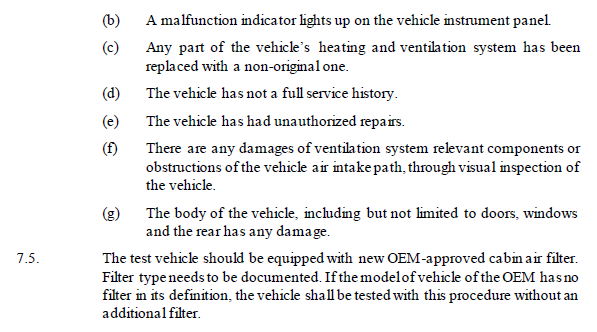 (b) A malfunction indicator lights up on the vehicle instrument panel.
(c) Any part of the vehicle's heating and ventilation system has been
replaced with a non-original one.
(d) The vehicle has not a full service history.
(e) The vehicle has had unauthorized repairs.
(f) There are any damages of ventilation system relevant components or
obstructions of the vehicle air intake path, through visual inspection of
the vehicle.
(g) The body of the vehicle, including but not limited to doors, windows
and the rear has any damage.
7.5. The test vehicle should be equipped with new OEM-approved cabin air filter.
Filter type needs to be documented. If the model of vehicle of the OEM has no
filter in its definition, the vehicle shall be tested with this procedure without an
additional filter.